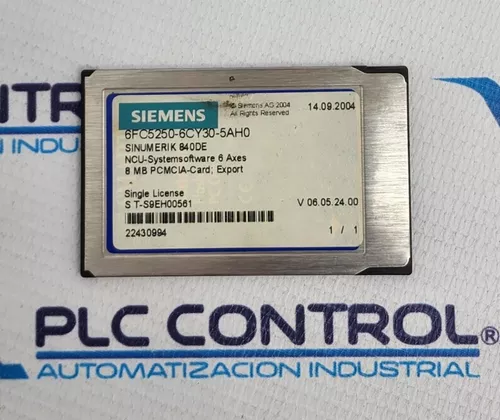 CONTROL
N INDUSTRIAL
SIEMENS
© Siemens AG 2004
All Rights Reserved
14.09.2004
6FC5250-6CY30-5AH0
SINUMERIK 840DE
NCU-Systemsoftware 6 Axes
8 MB PCMCIA-Card; Export
Single License
S T-S9EH00561
V 06.05.24.00
22430994
1 / 1
PLC CONTROL®
AUTOMATIZACION INDUSTRIAL